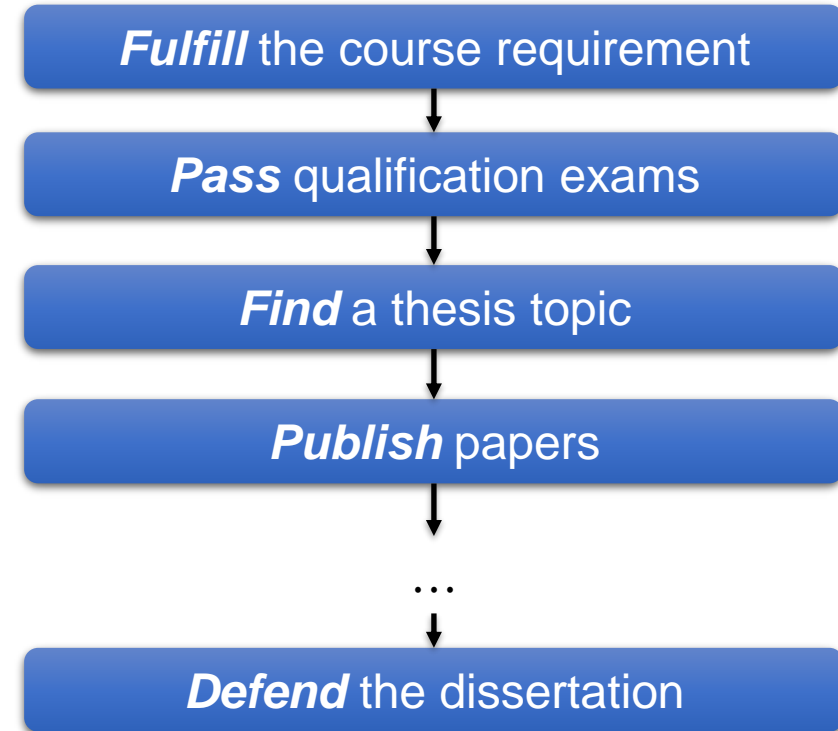 Fulfill the course requirement
Pass qualification exams
Find a thesis topic
Publish papers
…
Defend the dissertation